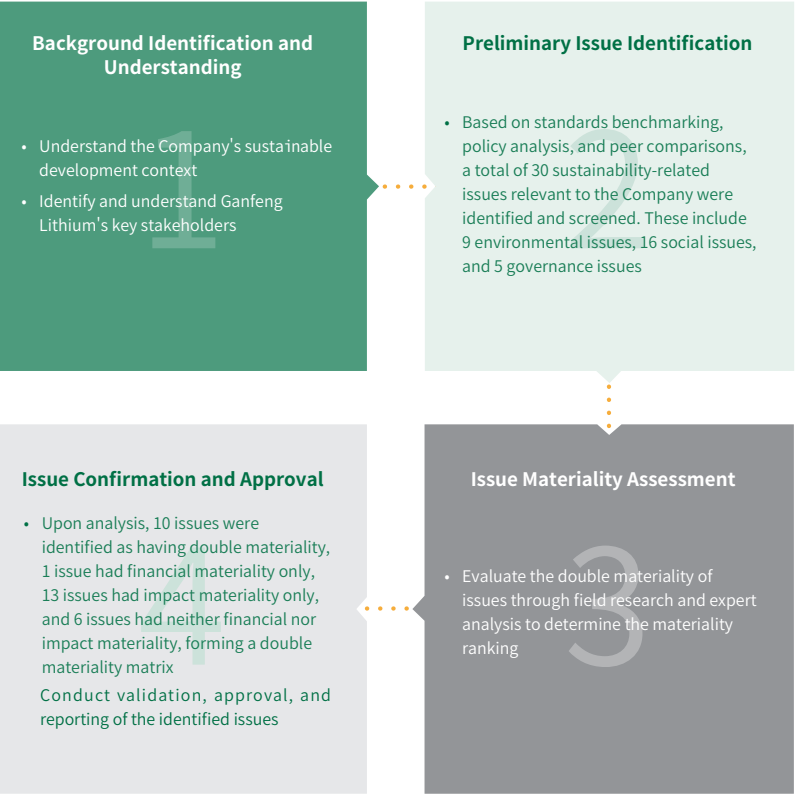 Background Identification and
Understanding
1
• Understand the Company's sustainable
development context
• Identify and understand Ganfeng
Lithium's key stakeholders
Preliminary Issue Identification
2
• Based on standards benchmarking,
policy analysis, and peer comparisons,
a total of 30 sustainability-related
issues relevant to the Company were
identified and screened. These include
9 environmental issues, 16 social issues,
and 5 governance issues
Issue Materiality Assessment
3
• Evaluate the double materiality of
issues through field research and expert
analysis to determine the materiality
ranking
Issue Confirmation and Approval
4
• Upon analysis, 10 issues were
identified as having double materiality,
1 issue had financial materiality only,
13 issues had impact materiality only,
and 6 issues had neither financial nor
impact materiality, forming a double
materiality matrix
Conduct validation, approval, and
reporting of the identified issues